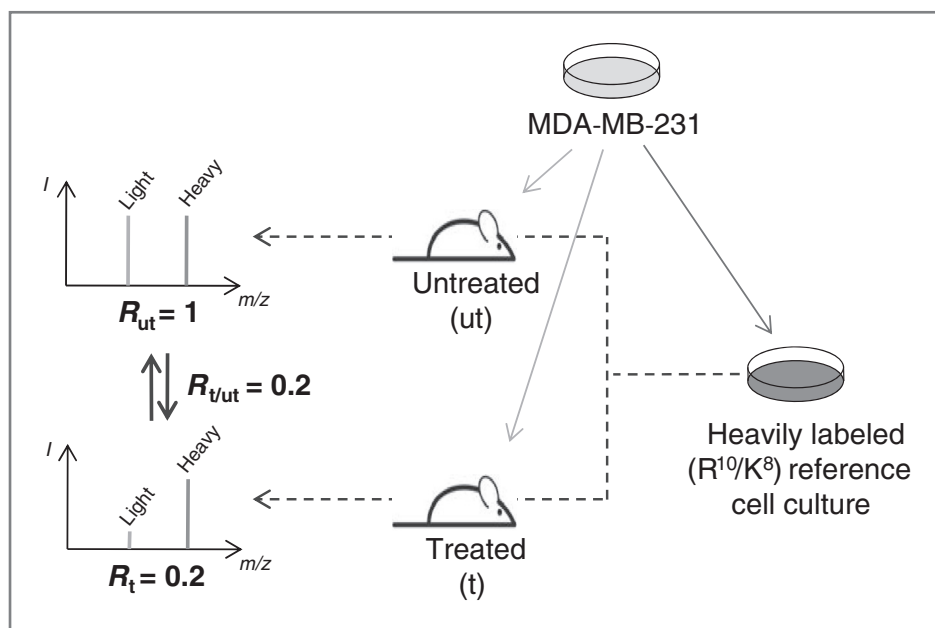 MDA-MB-231
I
Light
Heavy
m/z
R_ut = 1
Untreated
(ut)
R_t/ut = 0.2
Heavily labeled
(R¹⁰/K⁸) reference
cell culture
I
Light
Heavy
m/z
R_t = 0.2
Treated
(t)